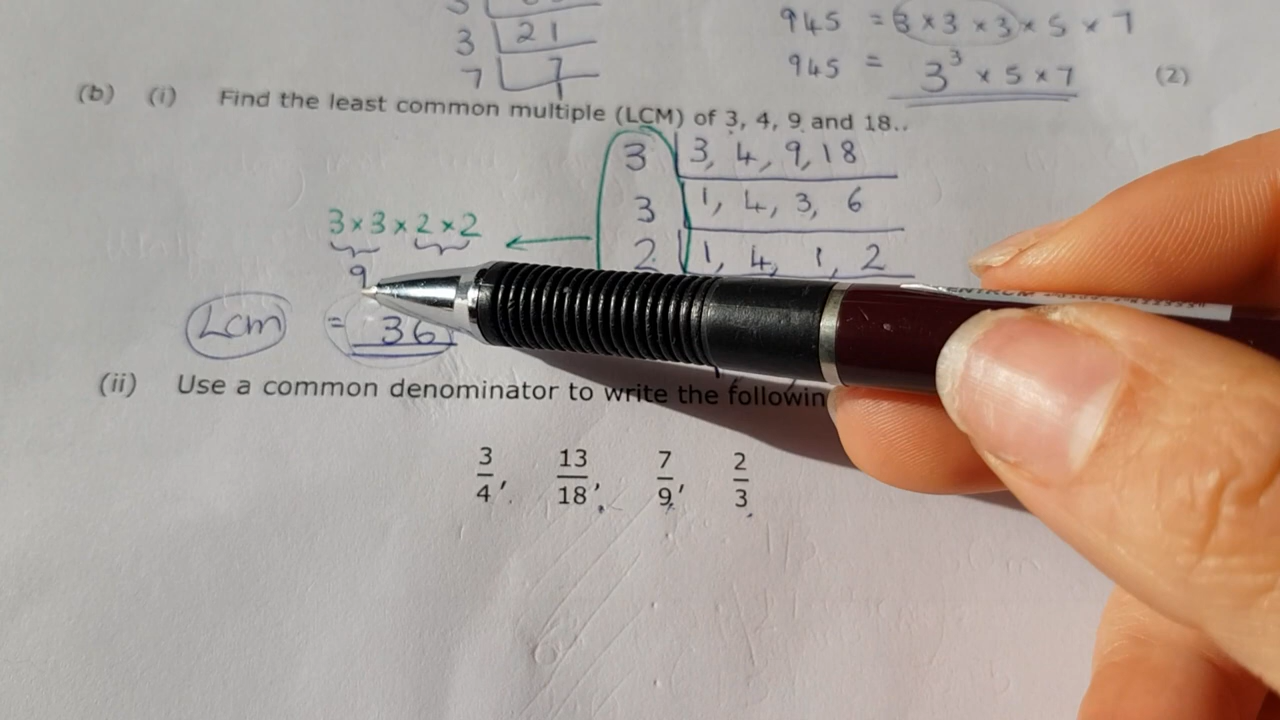 3 21
7 7
945 = 3 × 3 × 3 × 5 × 7
945 = 3³ × 5 × 7 (2)
(b) (i) Find the least common multiple (LCM) of 3, 4, 9 and 18..
3 3, 4, 9, 18
3 1, 4, 3, 6
2 1, 4, 1, 2
3×3×2×2
9
Lcm = 36
(ii) Use a common denominator to write the followin
3/4, 13/18, 7/9, 2/3